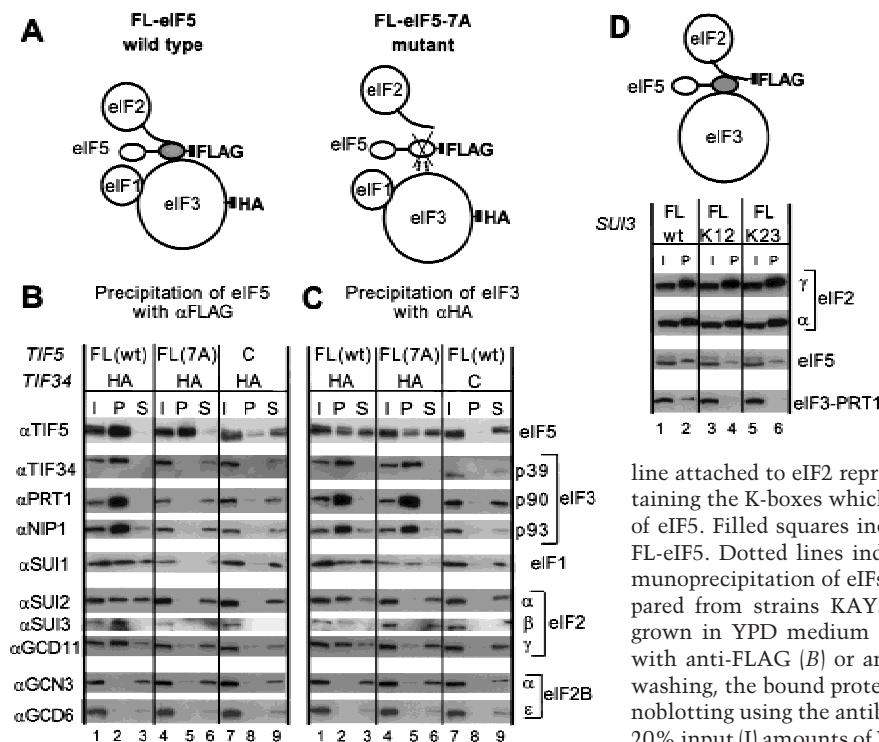 A
FL-eIF5
wild type
FL-eIF5-7A
mutant
eIF2
eIF5
FLAG
eIF1
eIF3
HA
eIF2
eIF5
FLAG
eIF1
eIF3
HA
B
Precipitation of eIF5
with αFLAG
C
Precipitation of eIF3
with αHA
TIF5 FL(wt) FL(7A) C FL(wt) FL(7A) FL(wt)
TIF34 HA HA HA HA HA C
I P S I P S I P S I P S I P S I P S
αTIF5 eIF5
αTIF34 p39
αPRT1 p90 eIF3
αNIP1 p93
αSUI1 eIF1
αSUI2 α
αSUI3 β eIF2
αGCD11 γ
αGCN3 α
eIF2B
αGCD6 ε
1 2 3 4 5 6 7 8 9 1 2 3 4 5 6 7 8 9
D
eIF2
FLAG
eIF5
eIF3
SUI3 FL FL FL
wt K12 K23
I P I P I P
γ
eIF2
α
eIF5
eIF3-PRT1
1 2 3 4 5 6
line attached to eIF2 repr
taining the K-boxes which
of eIF5. Filled squares inc
FL-eIF5. Dotted lines ind
munoprecipitation of eIFs
pared from strains KAY
grown in YPD medium
with anti-FLAG (B) or an
washing, the bound prote
noblotting using the antib
20% input (I) amounts of